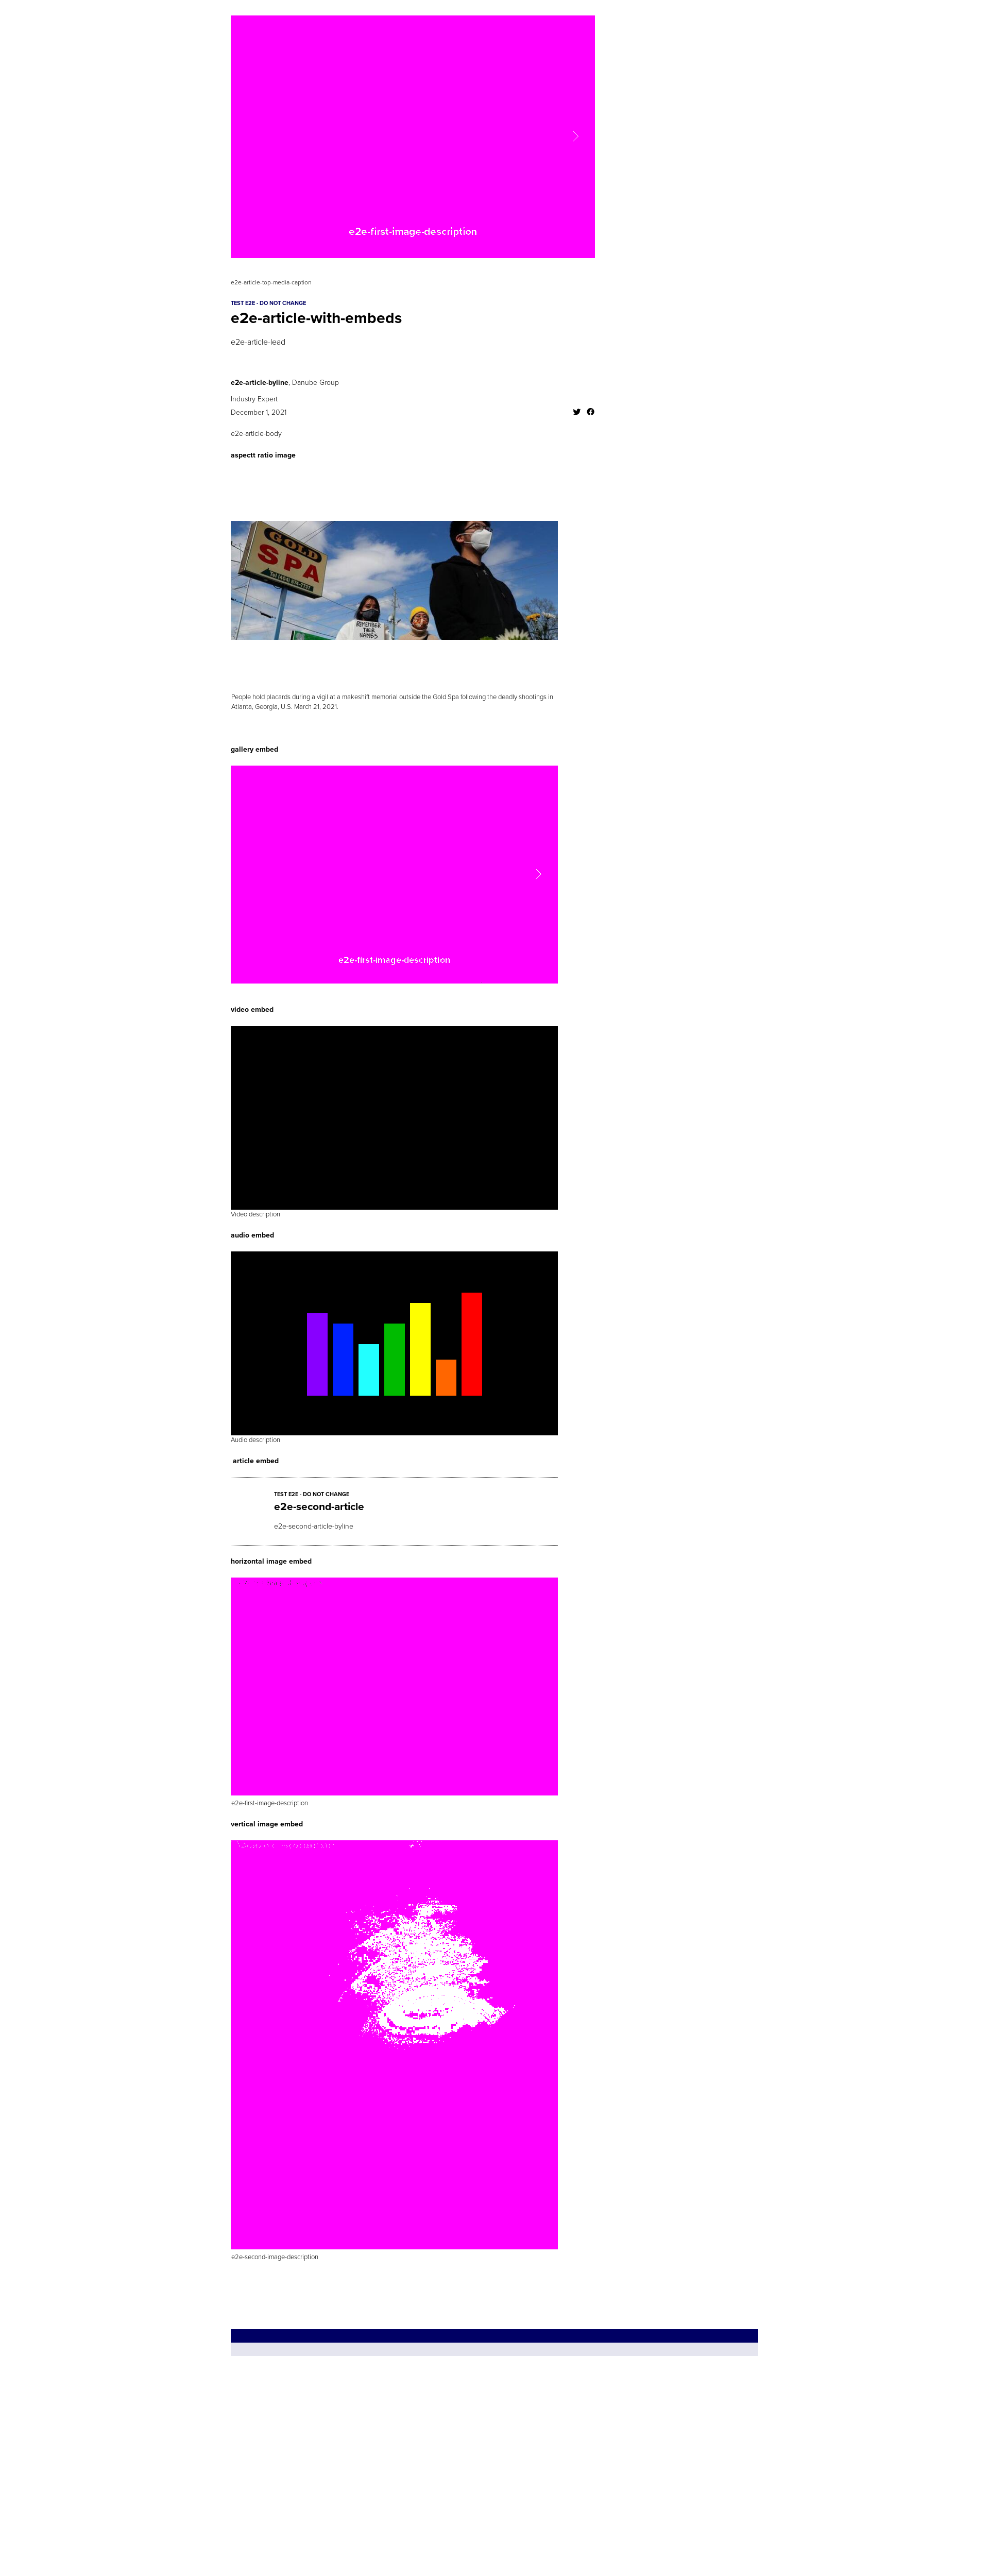 e2e-first-image-description
e2e-article-top-media-caption
TEST E2E - DO NOT CHANGE
e2e-article-with-embeds
e2e-article-lead
e2e-article-byline, Danube Group
Industry Expert
December 1, 2021
e2e-article-body
aspectt ratio image
GOLD
SPA
REMEMBER
THEIR
NAMES
People hold placards during a vigil at a makeshift memorial outside the Gold Spa following the deadly shootings in
Atlanta, Georgia, U.S. March 21, 2021.
gallery embed
e2e-first-image-description
video embed
Video description
audio embed
Audio description
article embed
TEST E2E - DO NOT CHANGE
e2e-second-article
e2e-second-article-byline
horizontal image embed
e2e-first-image-description
vertical image embed
e2e-second-image-description